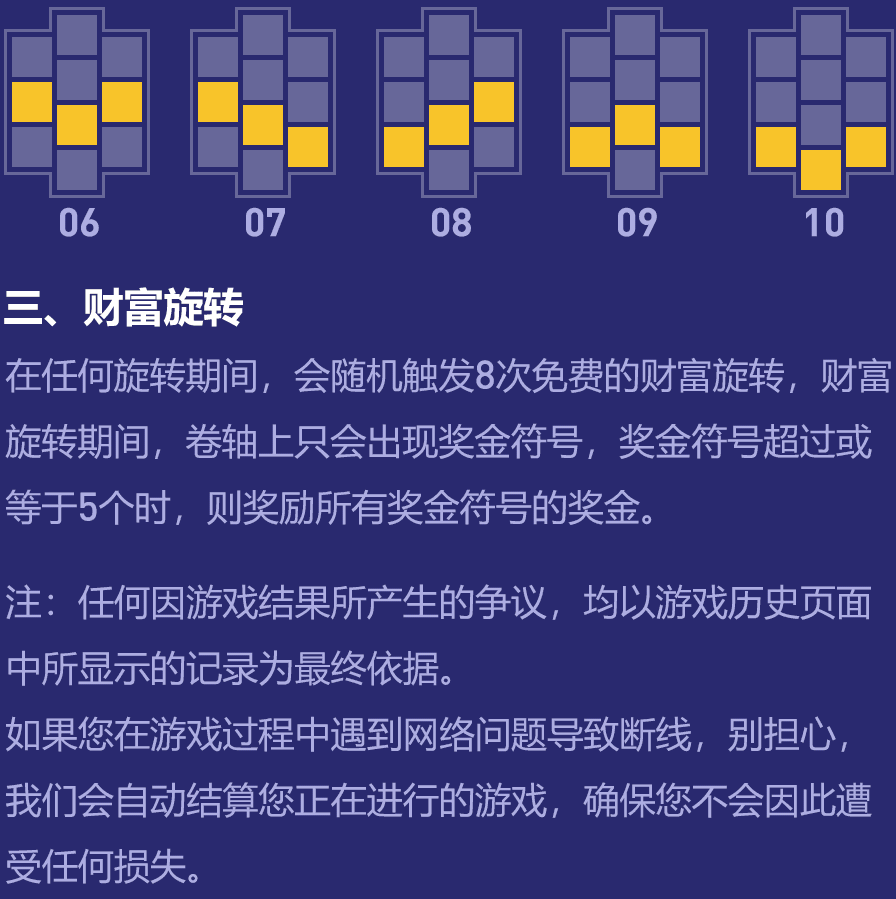 06 07 08 09 10
三、财富旋转
在任何旋转期间，会随机触发8次免费的财富旋转，财富
旋转期间，卷轴上只会出现奖金符号，奖金符号超过或
等于5个时，则奖励所有奖金符号的奖金。
注：任何因游戏结果所产生的争议，均以游戏历史页面
中所显示的记录为最终依据。
如果您在游戏过程中遇到网络问题导致断线，别担心，
我们会自动结算您正在进行的游戏，确保您不会因此遭
受任何损失。